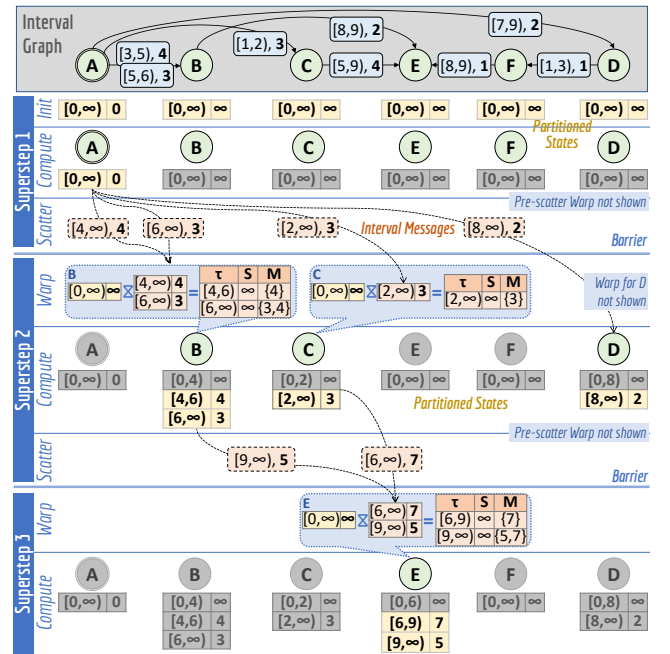 Interval
Graph
[7,9), 2
[8,9), 2
[1,2), 3
[3,5), 4
[5,6), 3
[5,9), 4
[8,9), 1
[1,3), 1
A B C E F D
Superstep 1
Init
[0,∞) 0 [0,∞) ∞ [0,∞) ∞ [0,∞) ∞ [0,∞) ∞ [0,∞) ∞
Partitioned
States
Compute
A B C E F D
[0,∞) 0 [0,∞) ∞ [0,∞) ∞ [0,∞) ∞ [0,∞) ∞ [0,∞) ∞
Pre-scatter Warp not shown
Scatter
[4,∞), 4 [6,∞), 3 [2,∞), 3 [8,∞), 2
Interval Messages
Barrier
Superstep 2
Warp
B
[0,∞) ∞ ⋈ [4,∞) 4 = τ S M
[6,∞) 3 [4,6) ∞ {4}
[6,∞) ∞ {3,4}
C
[0,∞) ∞ ⋈ [2,∞) 3 = τ S M
[2,∞) ∞ {3}
Warp for D
not shown
Compute
A B C E F D
[0,∞) 0 [0,4) ∞ [0,2) ∞ [0,∞) ∞ [0,∞) ∞ [0,8) ∞
[4,6) 4 [2,∞) 3 [8,∞) 2
[6,∞) 3
Partitioned States
Pre-scatter Warp not shown
Scatter
[9,∞), 5 [6,∞), 7
Barrier
Superstep 3
Warp
E
[0,∞) ∞ ⋈ [6,∞) 7 = τ S M
[9,∞) 5 [6,9) ∞ {7}
[9,∞) ∞ {5,7}
Compute
A B C E F D
[0,∞) 0 [0,4) ∞ [0,2) ∞ [0,6) ∞ [0,∞) ∞ [0,8) ∞
[4,6) 4 [2,∞) 3 [6,9) 7 [8,∞) 2
[6,∞) 3 [9,∞) 5